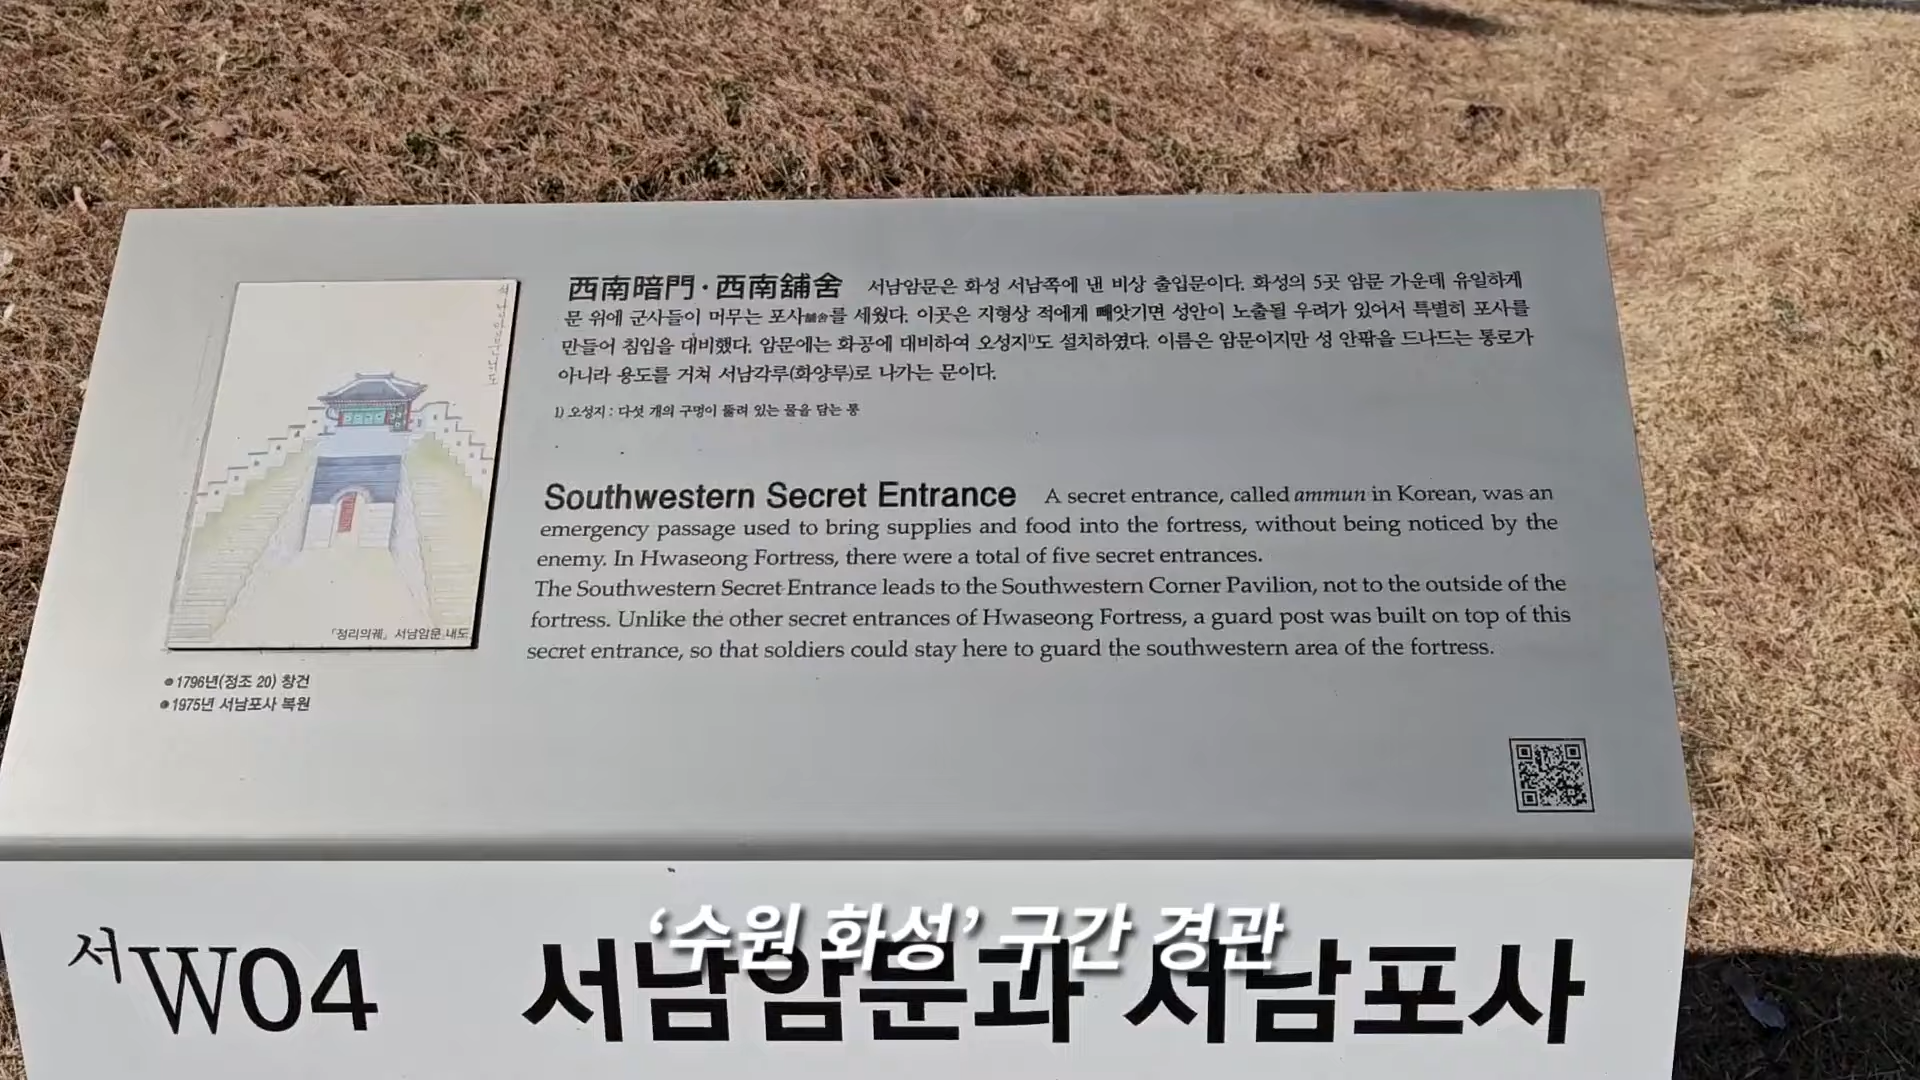 西南暗門·西南舖舍 서남암문은 화성 서남쪽에 낸 비상 출입문이다. 화성의 5곳 암문 가운데 유일하게
문 위에 군사들이 머무는 포사舖舍를 세웠다. 이곳은 지형상 적에게 빼앗기면 성안이 노출될 우려가 있어서 특별히 포사를
만들어 침입을 대비했다. 암문에는 화공에 대비하여 오성지1)도 설치하였다. 이름은 암문이지만 성 안팎을 드나드는 통로가
아니라 용도를 거쳐 서남각루(화양루)로 나가는 문이다.
1) 오성지 : 다섯 개의 구멍이 뚫려 있는 물을 담는 통
Southwestern Secret Entrance A secret entrance, called ammun in Korean, was an
emergency passage used to bring supplies and food into the fortress, without being noticed by the
enemy. In Hwaseong Fortress, there were a total of five secret entrances.
The Southwestern Secret Entrance leads to the Southwestern Corner Pavilion, not to the outside of the
fortress. Unlike the other secret entrances of Hwaseong Fortress, a guard post was built on top of this
secret entrance, so that soldiers could stay here to guard the southwestern area of the fortress.
「정리의궤」 서남암문 내도
1796년(정조 20) 창건
1975년 서남포사 복원
‘수원 화성’ 구간 경관
서W04 서남암문과 서남포사